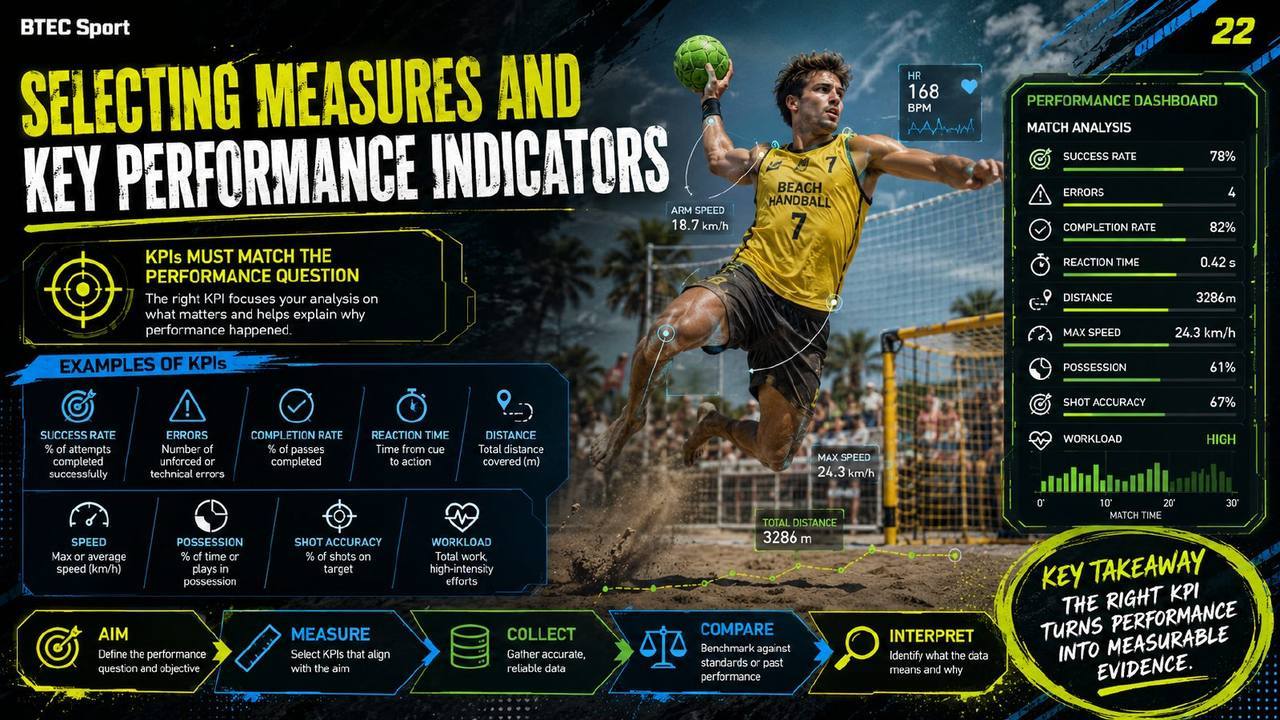 BTEC Sport
22
SELECTING MEASURES AND
KEY PERFORMANCE INDICATORS
KPIs MUST MATCH THE
PERFORMANCE QUESTION
The right KPI focuses your analysis on
what matters and helps explain why
performance happened.
EXAMPLES OF KPIs
SUCCESS RATE
% of attempts
completed
successfully
ERRORS
Number of
unforced or
technical errors
COMPLETION RATE
% of passes
completed
REACTION TIME
Time from cue
to action
DISTANCE
Total distance
covered (m)
SPEED
Max or average
speed (km/h)
POSSESSION
% of time or
plays in
possession
SHOT ACCURACY
% of shots on
target
WORKLOAD
Total work,
high-intensity
efforts
HR
168
BPM
ARM SPEED
18.7 km/h
7
BEACH
HANDBALL
7
MAX SPEED
24.3 km/h
TOTAL DISTANCE
3286 m
PERFORMANCE DASHBOARD
MATCH ANALYSIS
SUCCESS RATE 78%
ERRORS 4
COMPLETION RATE 82%
REACTION TIME 0.42 s
DISTANCE 3286m
MAX SPEED 24.3 km/h
POSSESSION 61%
SHOT ACCURACY 67%
WORKLOAD HIGH
0' 10' 20' 30'
MATCH TIME
AIM
Define the performance
question and objective
MEASURE
Select KPIs that align
with the aim
COLLECT
Gather accurate,
reliable data
COMPARE
Benchmark against
standards or past
performance
INTERPRET
Identify what the data
means and why
KEY TAKEAWAY
THE RIGHT KPI
TURNS PERFORMANCE
INTO MEASURABLE
EVIDENCE.